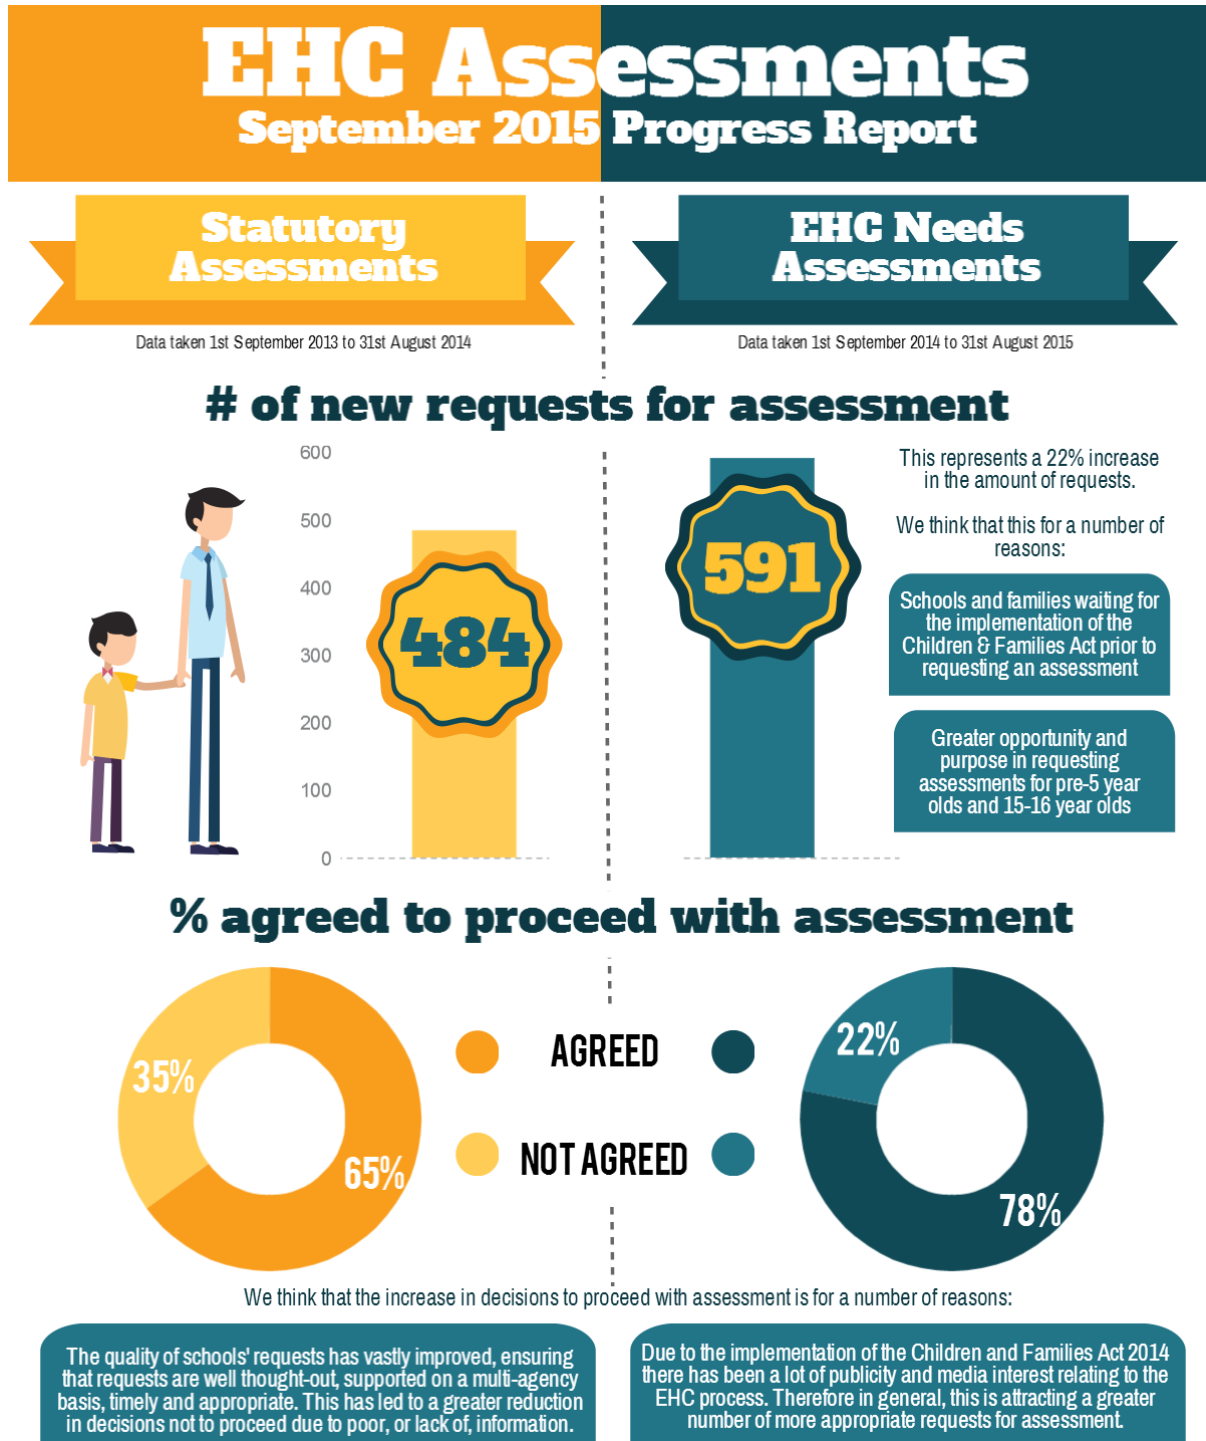 EHC Assessments
September 2015 Progress Report
Statutory
Assessments
Data taken 1st September 2013 to 31st August 2014
EHC Needs
Assessments
Data taken 1st September 2014 to 31st August 2015
# of new requests for assessment
600
500
400
300
200
100
0
484
591
This represents a 22% increase
in the amount of requests.
We think that this for a number of
reasons:
Schools and families waiting for
the implementation of the
Children & Families Act prior to
requesting an assessment
Greater opportunity and
purpose in requesting
assessments for pre-5 year
olds and 15-16 year olds
% agreed to proceed with assessment
35%
65%
AGREED
NOT AGREED
22%
78%
We think that the increase in decisions to proceed with assessment is for a number of reasons:
The quality of schools' requests has vastly improved, ensuring
that requests are well thought-out, supported on a multi-agency
basis, timely and appropriate. This has led to a greater reduction
in decisions not to proceed due to poor, or lack of, information.
Due to the implementation of the Children and Families Act 2014
there has been a lot of publicity and media interest relating to the
EHC process. Therefore in general, this is attracting a greater
number of more appropriate requests for assessment.